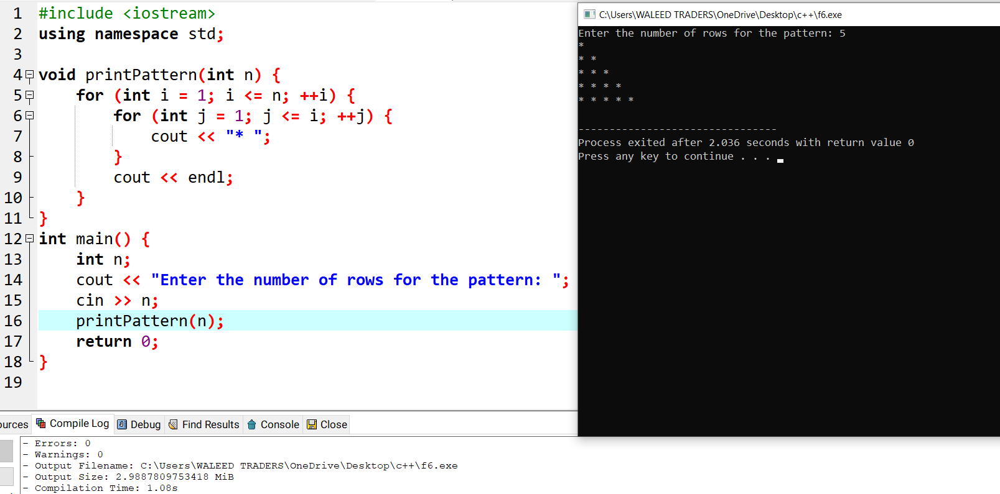 1 #include <iostream>
2 using namespace std;
3
4 void printPattern(int n) {
5     for (int i = 1; i <= n; ++i) {
6         for (int j = 1; j <= i; ++j) {
7             cout << "* ";
8         }
9         cout << endl;
10     }
11 }
12 int main() {
13     int n;
14     cout << "Enter the number of rows for the pattern: ";
15     cin >> n;
16     printPattern(n);
17     return 0;
18 }
19
C:\Users\WALEED TRADERS\OneDrive\Desktop\c++\f6.exe
Enter the number of rows for the pattern: 5
*
* *
* * *
* * * *
* * * * *
--------------------------------
Process exited after 2.036 seconds with return value 0
Press any key to continue . . .
ources Compile Log Debug Find Results Console Close
- Errors: 0
- Warnings: 0
- Output Filename: C:\Users\WALEED TRADERS\OneDrive\Desktop\c++\f6.exe
- Output Size: 2.9887809753418 MiB
- Compilation Time: 1.08s